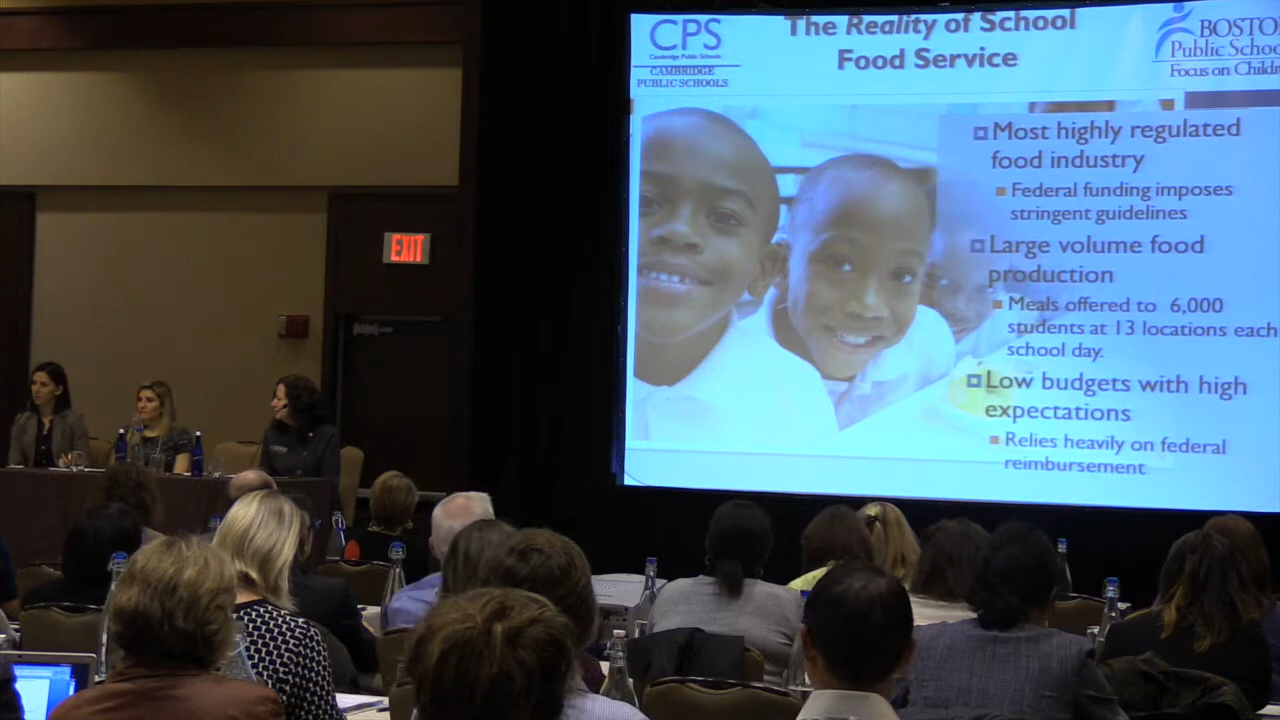 The Reality of School
Food Service
CPS
Cambridge Public Schools
CAMBRIDGE
PUBLIC SCHOOLS
BOSTO
Public Schoo
Focus on Childr
Most highly regulated
food industry
Federal funding imposes
stringent guidelines
Large volume food
production
Meals offered to 6,000
students at 13 locations each
school day.
Low budgets with high
expectations
Relies heavily on federal
reimbursement
EXIT